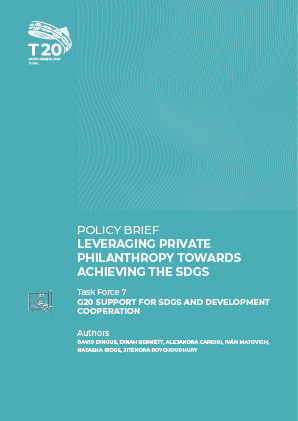 T20
SAUDI ARABIA 2020
THINK
POLICY BRIEF
LEVERAGING PRIVATE
PHILANTHROPY TOWARDS
ACHIEVING THE SDGS
Task Force 7
G20 SUPPORT FOR SDGS AND DEVELOPMENT
COOPERATION
Authors
DAVID DINGUS, DINAH BENNETT, ALEJANDRA CARDINI, IVÁN MATOVICH,
NATASHA RIDGE, JITENDRA ROYCHOUDHURY